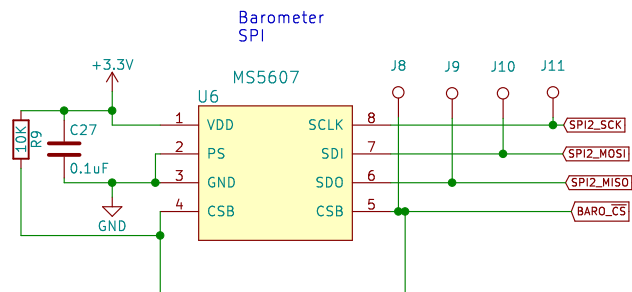 Barometer
SPI
+3.3V
MS5607
J8
J9
J10
J11
U6
10K
R9
C27
0.1uF
1
VDD
SCLK
8
SPI2_SCK
2
PS
SDI
7
SPI2_MOSI
3
GND
SDO
6
SPI2_MISO
4
CSB
CSB
5
BARO_CS
GND